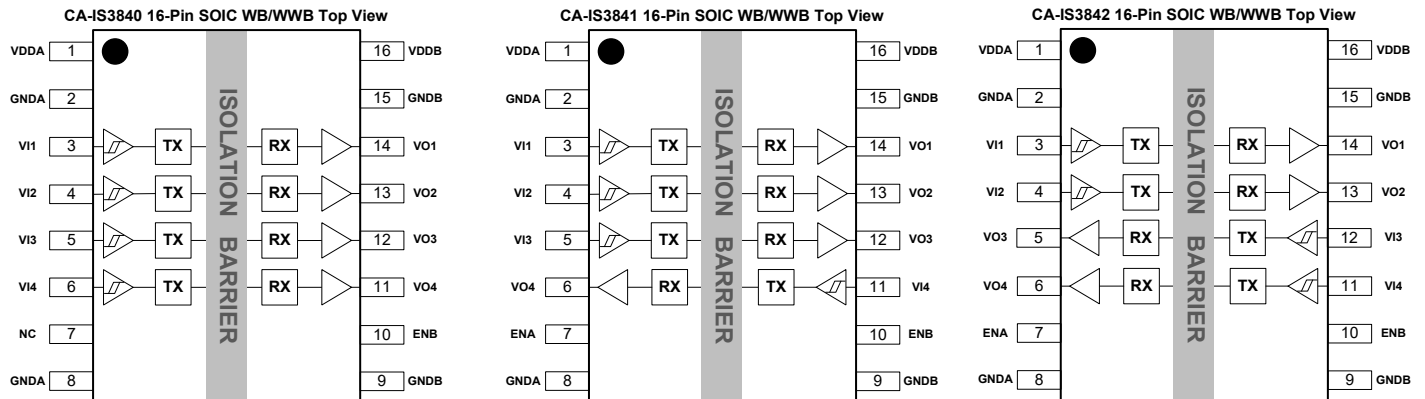 CA-IS3840 16-Pin SOIC WB/WWB Top View
VDDA 1 16 VDDB
GNDA 2 15 GNDB
VI1 3 TX RX 14 VO1
VI2 4 TX RX 13 VO2
VI3 5 TX RX 12 VO3
VI4 6 TX RX 11 VO4
NC 7 10 ENB
GNDA 8 9 GNDB
ISOLATION BARRIER
CA-IS3841 16-Pin SOIC WB/WWB Top View
VDDA 1 16 VDDB
GNDA 2 15 GNDB
VI1 3 TX RX 14 VO1
VI2 4 TX RX 13 VO2
VI3 5 TX RX 12 VO3
VO4 6 RX TX 11 VI4
ENA 7 10 ENB
GNDA 8 9 GNDB
ISOLATION BARRIER
CA-IS3842 16-Pin SOIC WB/WWB Top View
VDDA 1 16 VDDB
GNDA 2 15 GNDB
VI1 3 TX RX 14 VO1
VI2 4 TX RX 13 VO2
VO3 5 RX TX 12 VI3
VO4 6 RX TX 11 VI4
ENA 7 10 ENB
GNDA 8 9 GNDB
ISOLATION BARRIER